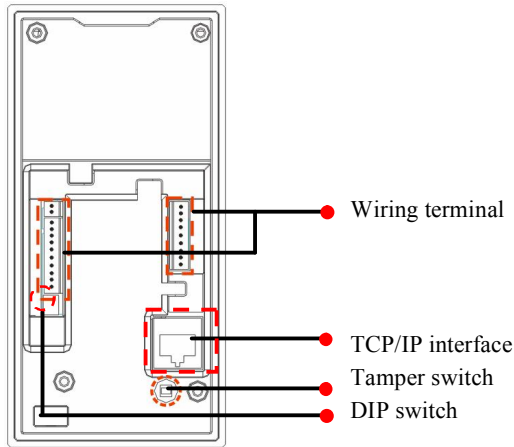 Wiring terminal
TCP/IP interface
Tamper switch
DIP switch